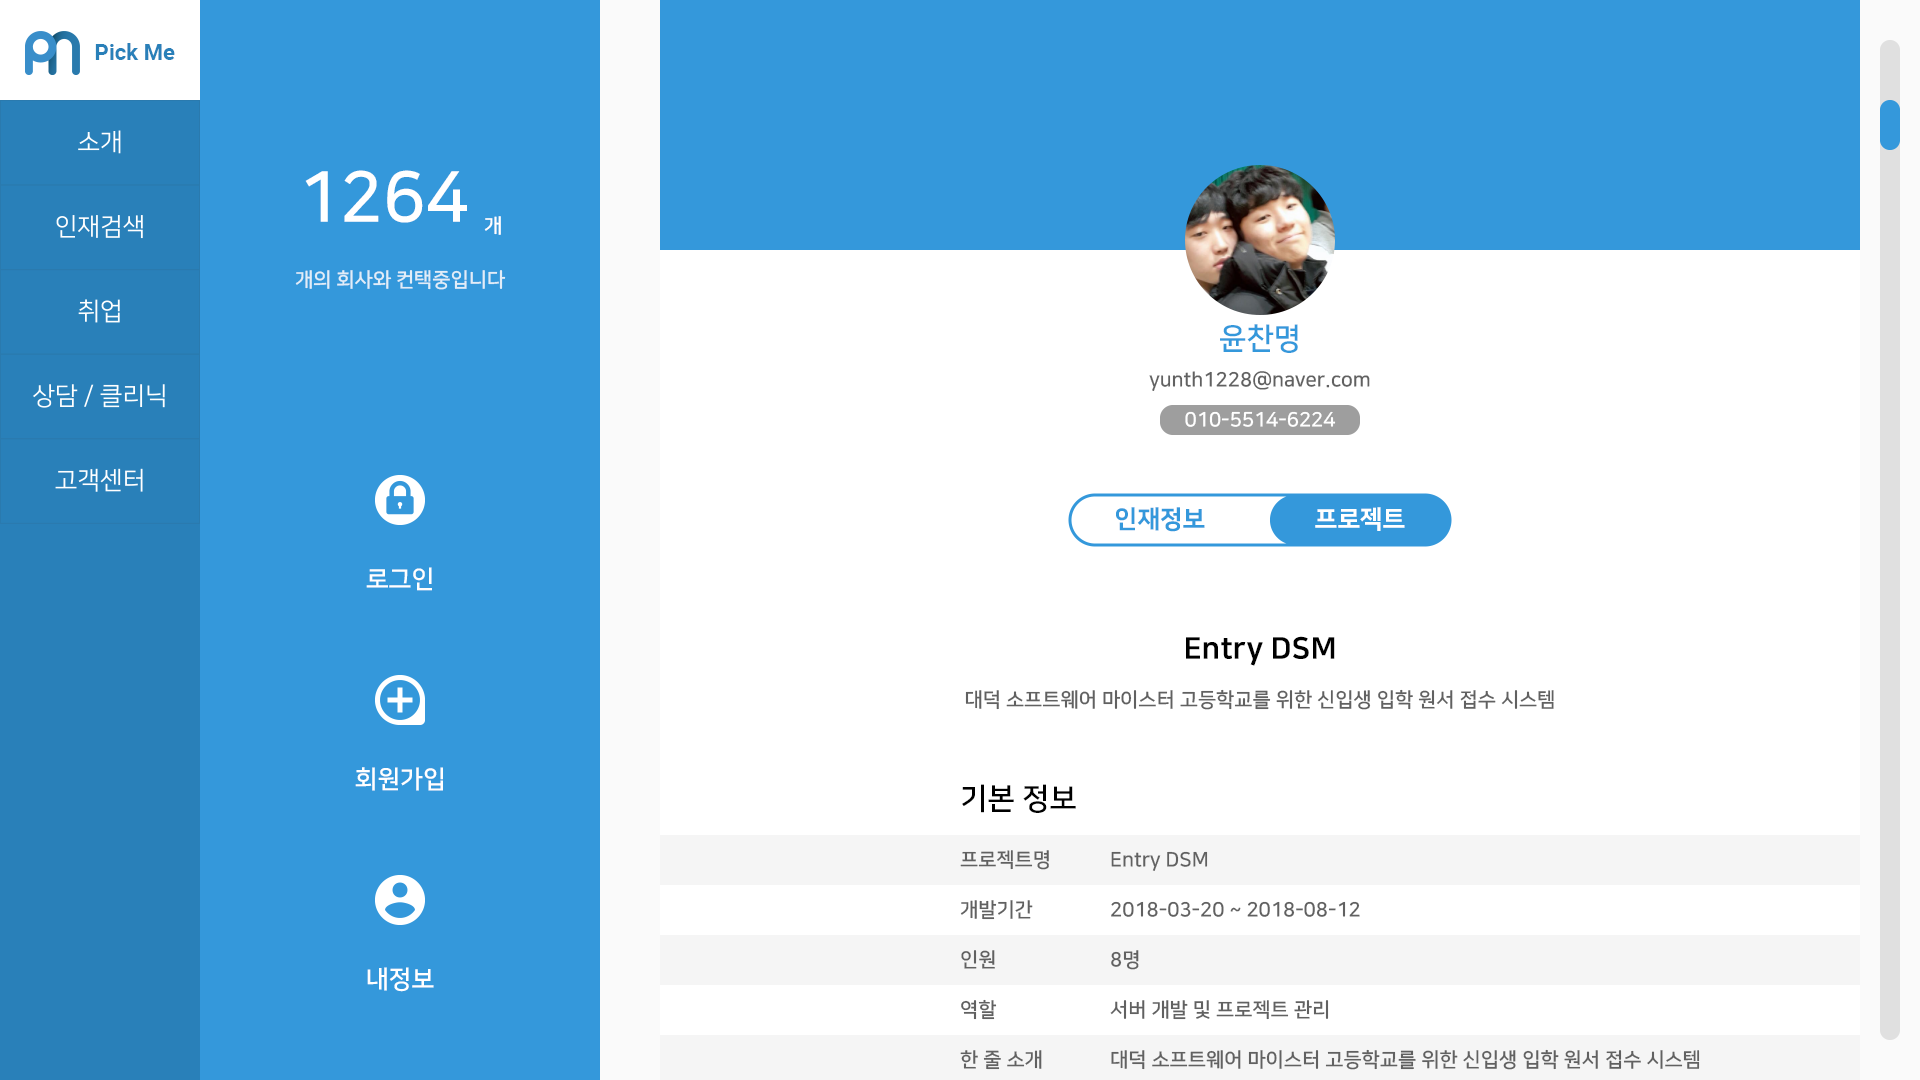 Pick Me
소개
인재검색
취업
상담 / 클리닉
고객센터
1264 개
개의 회사와 컨택중입니다
로그인
회원가입
내정보
윤찬명
yunth1228@naver.com
010-5514-6224
인재정보 프로젝트
Entry DSM
대덕 소프트웨어 마이스터 고등학교를 위한 신입생 입학 원서 접수 시스템
기본 정보
프로젝트명 Entry DSM
개발기간 2018-03-20 ~ 2018-08-12
인원 8명
역할 서버 개발 및 프로젝트 관리
한 줄 소개 대덕 소프트웨어 마이스터 고등학교를 위한 신입생 입학 원서 접수 시스템